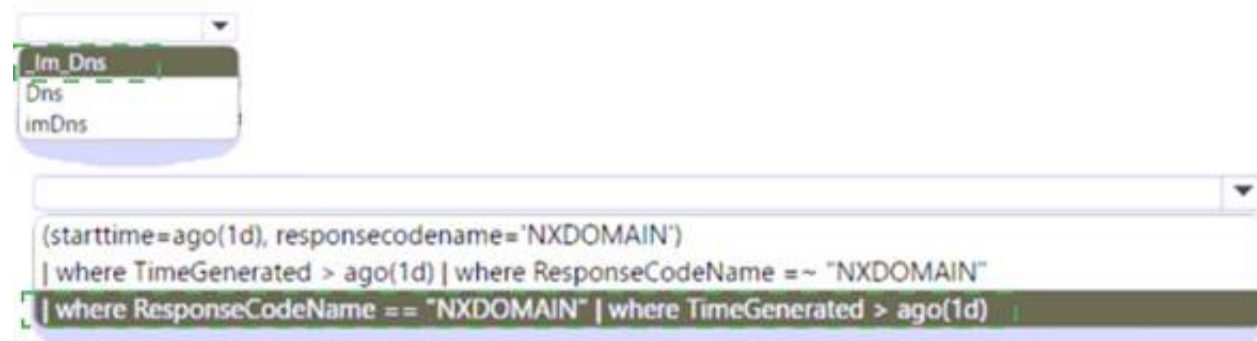 _Im_Dns
Dns
imDns
(starttime=ago(1d), responsecodename='NXDOMAIN')
| where TimeGenerated > ago(1d) | where ResponseCodeName =~ "NXDOMAIN"
| where ResponseCodeName == "NXDOMAIN" | where TimeGenerated > ago(1d)